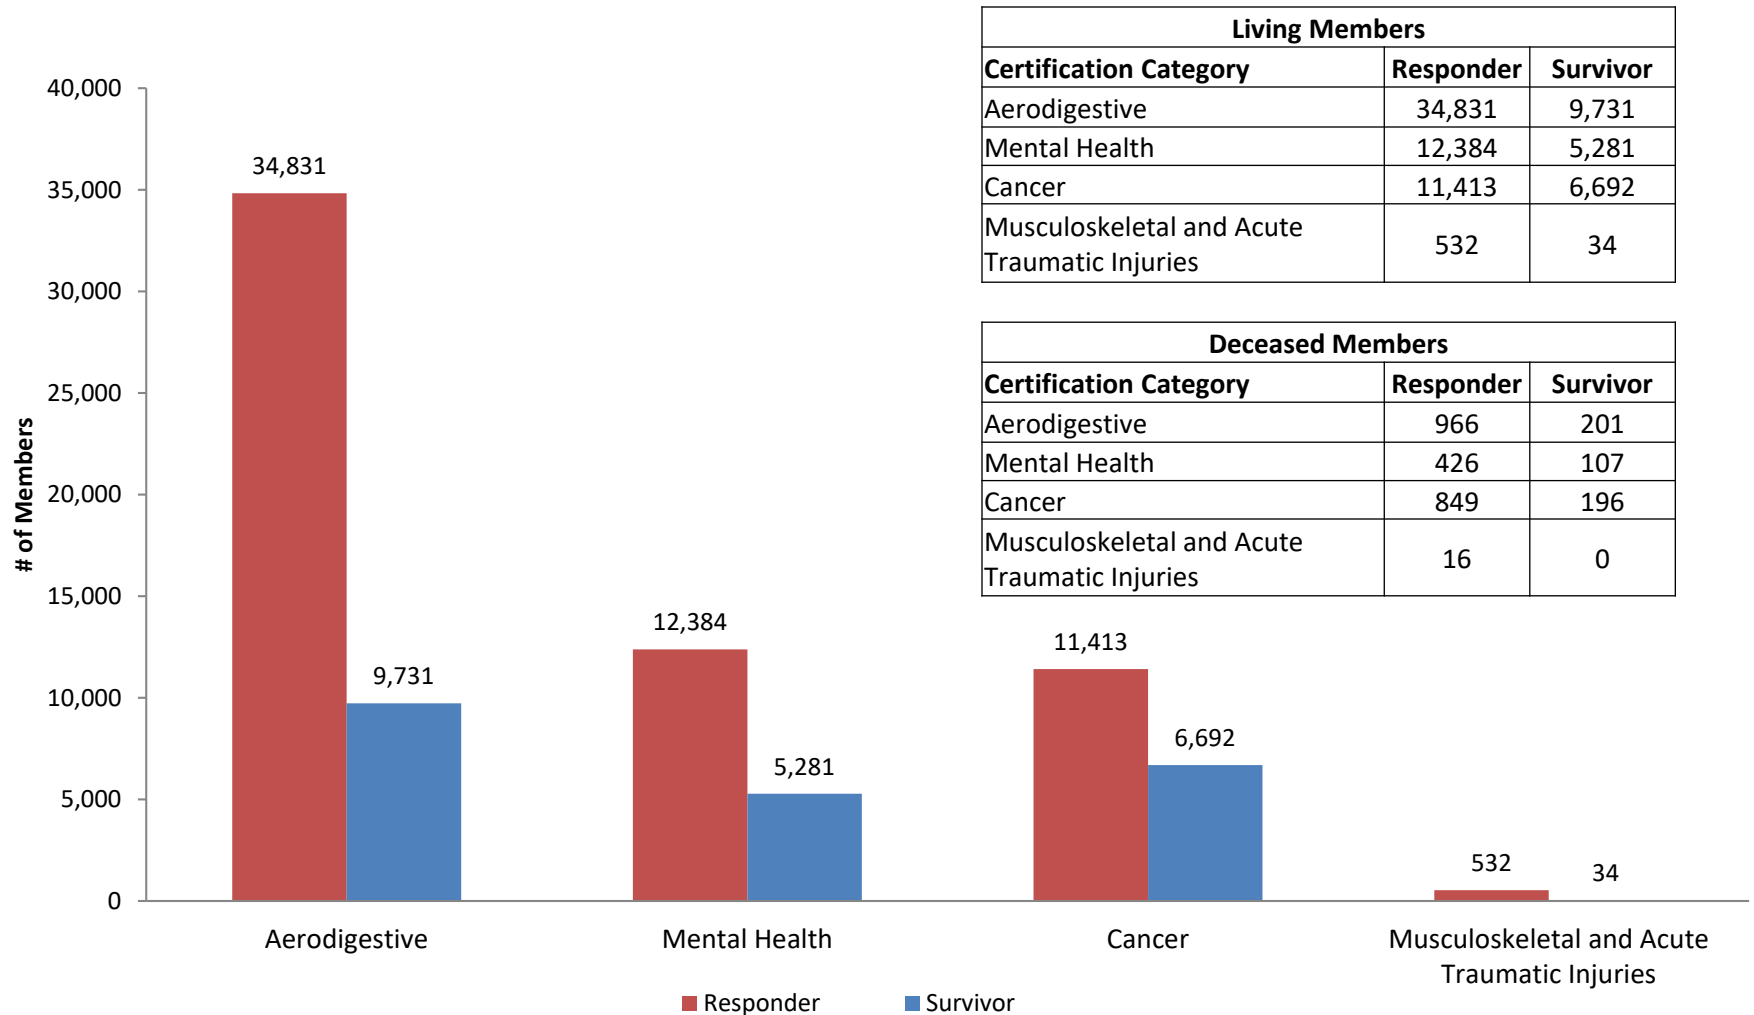 Living Members
Certification Category Responder Survivor
Aerodigestive 34,831 9,731
Mental Health 12,384 5,281
Cancer 11,413 6,692
Musculoskeletal and Acute
Traumatic Injuries 532 34
Deceased Members
Certification Category Responder Survivor
Aerodigestive 966 201
Mental Health 426 107
Cancer 849 196
Musculoskeletal and Acute
Traumatic Injuries 16 0
# of Members
40,000
35,000
30,000
25,000
20,000
15,000
10,000
5,000
0
34,831
9,731
12,384
5,281
11,413
6,692
532
34
Aerodigestive
Mental Health
Cancer
Musculoskeletal and Acute
Traumatic Injuries
Responder
Survivor